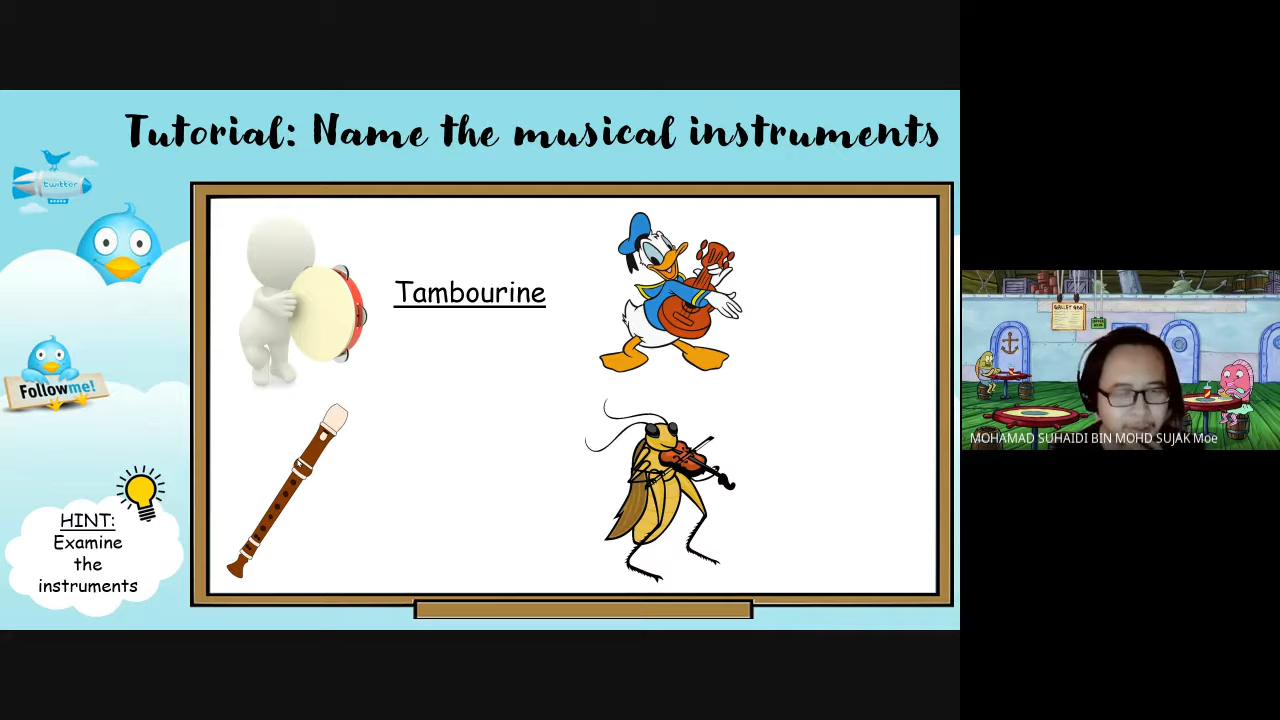 Tutorial: Name the musical instruments
twitter
Tambourine
Follow me!
HINT:
Examine
the
instruments
MOHAMAD SUHAIDI BIN MOHD SUJAK Moe